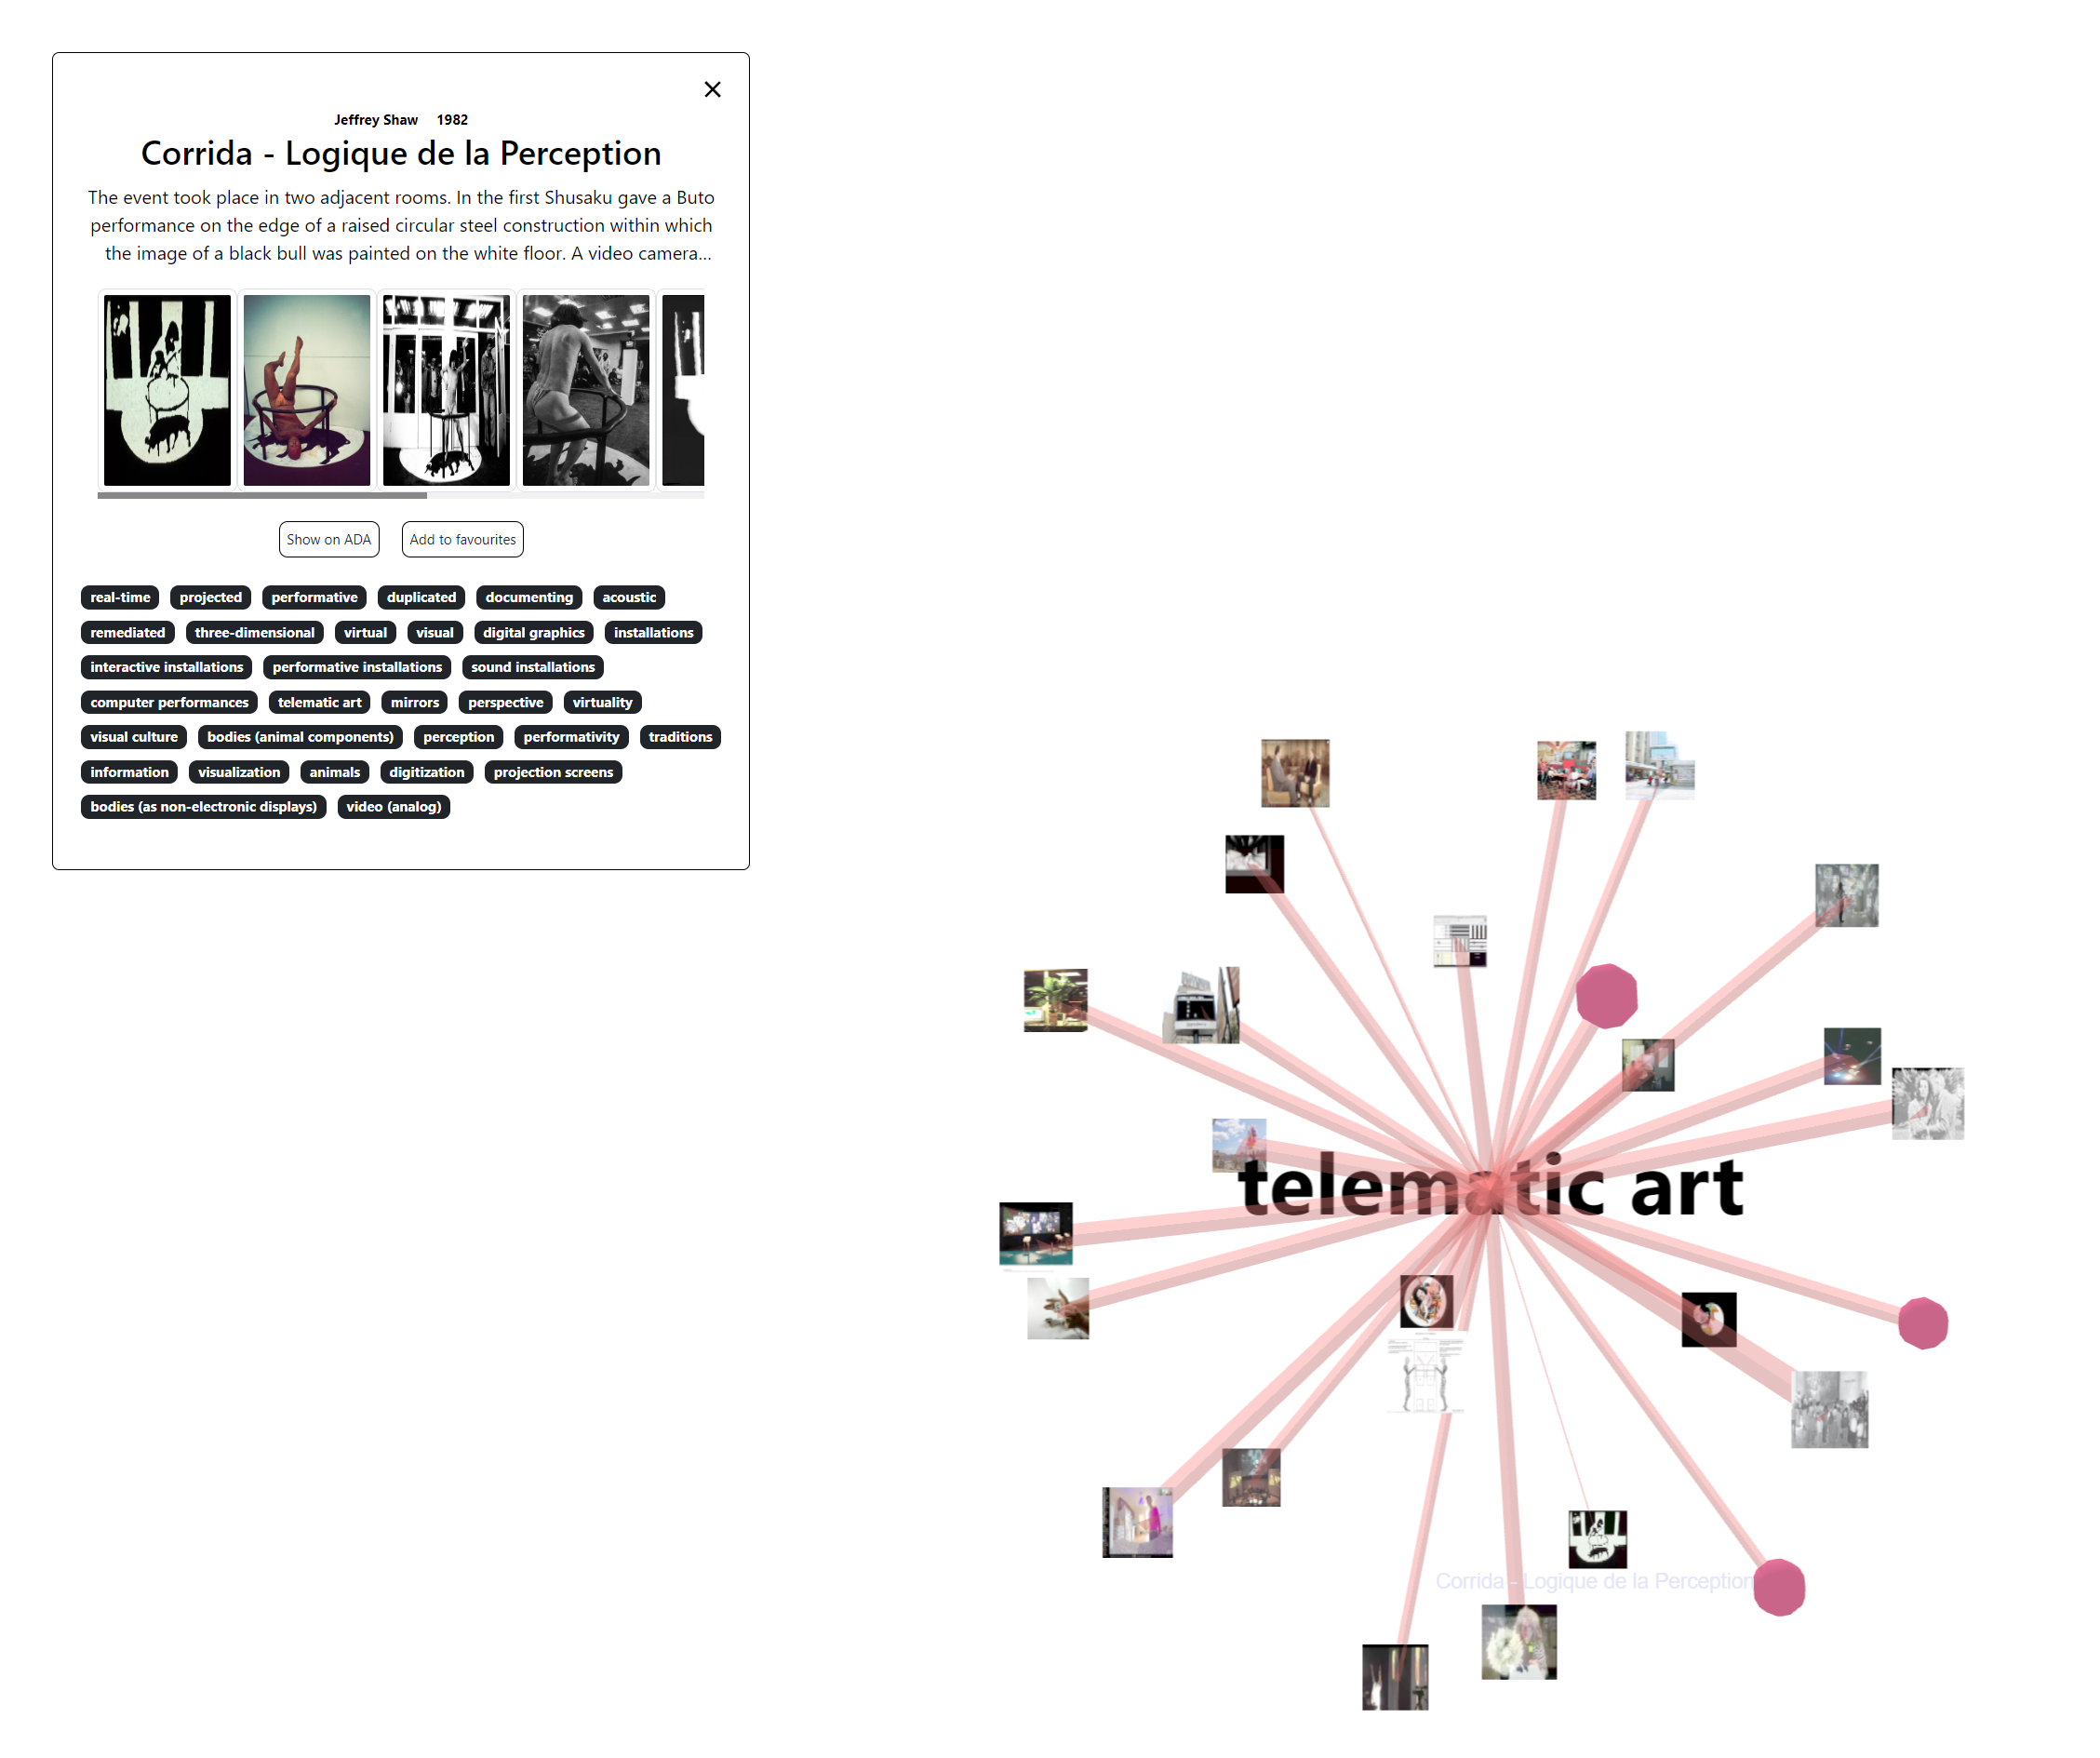 Jeffrey Shaw 1982
Corrida - Logique de la Perception
The event took place in two adjacent rooms. In the first Shusaku gave a Buto
performance on the edge of a raised circular steel construction within which
the image of a black bull was painted on the white floor. A video camera...
Show on ADA Add to favourites
real-time projected performative duplicated documenting acoustic
remediated three-dimensional virtual visual digital graphics installations
interactive installations performative installations sound installations
computer performances telematic art mirrors perspective virtuality
visual culture bodies (animal components) perception performativity traditions
information visualization animals digitization projection screens
bodies (as non-electronic displays) video (analog)
telematic art
Corrida - Logique de la Perception